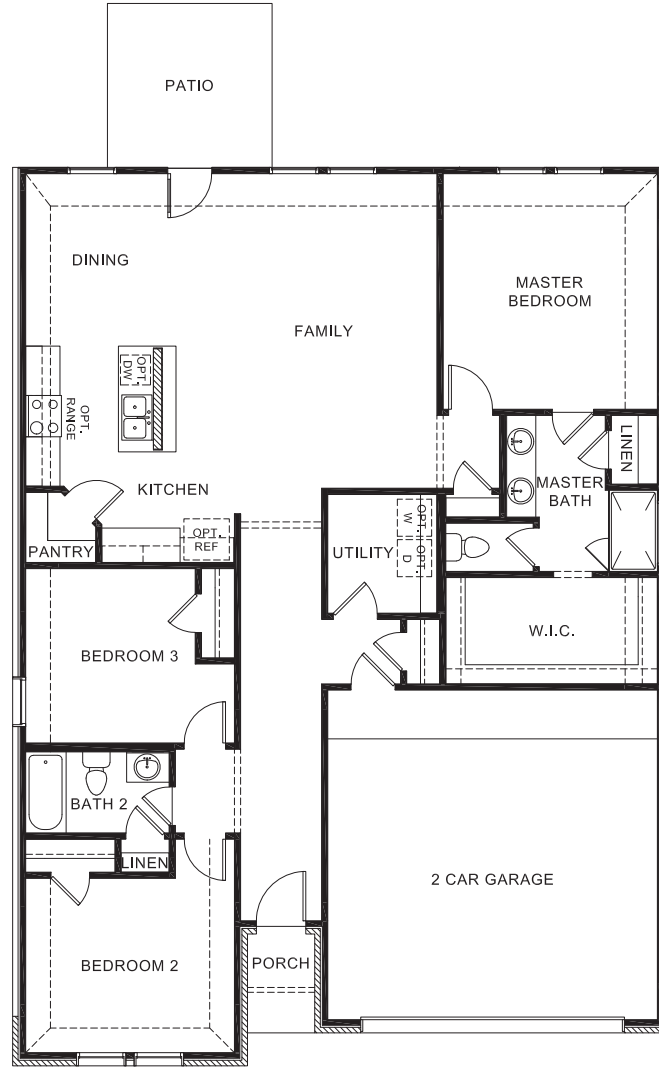 PATIO
DINING
MASTER
BEDROOM
FAMILY
OPT.
DW
OPT.
RANGE
LINEN
KITCHEN
MASTER
BATH
OPT.
W
OPT.
D
OPT.
REF
PANTRY
UTILITY
W.I.C.
BEDROOM 3
BATH 2
LINEN
2 CAR GARAGE
BEDROOM 2
PORCH